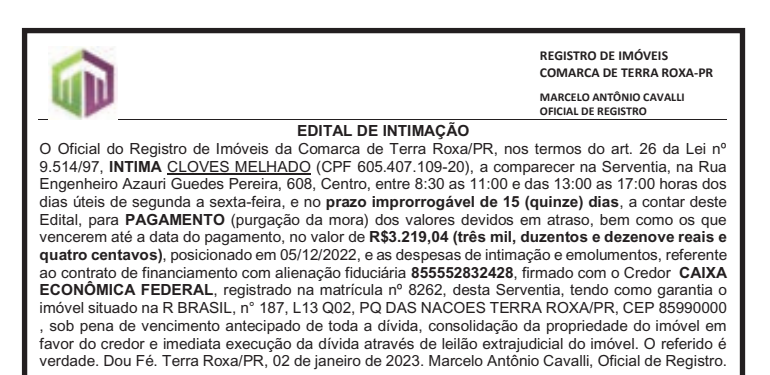 REGISTRO DE IMÓVEIS
COMARCA DE TERRA ROXA-PR
MARCELO ANTÔNIO CAVALLI
OFICIAL DE REGISTRO
EDITAL DE INTIMAÇÃO
O Oficial do Registro de Imóveis da Comarca de Terra Roxa/PR, nos termos do art. 26 da Lei nº
9.514/97, INTIMA CLOVES MELHADO (CPF 605.407.109-20), a comparecer na Serventia, na Rua
Engenheiro Azauri Guedes Pereira, 608, Centro, entre 8:30 as 11:00 e das 13:00 as 17:00 horas dos
dias úteis de segunda a sexta-feira, e no prazo improrrogável de 15 (quinze) dias, a contar deste
Edital, para PAGAMENTO (purgação da mora) dos valores devidos em atraso, bem como os que
vencerem até a data do pagamento, no valor de R$3.219,04 (três mil, duzentos e dezenove reais e
quatro centavos), posicionado em 05/12/2022, e as despesas de intimação e emolumentos, referente
ao contrato de financiamento com alienação fiduciária 855552832428, firmado com o Credor CAIXA
ECONÔMICA FEDERAL, registrado na matrícula nº 8262, desta Serventia, tendo como garantia o
imóvel situado na R BRASIL, n° 187, L13 Q02, PQ DAS NACOES TERRA ROXA/PR, CEP 85990000
, sob pena de vencimento antecipado de toda a dívida, consolidação da propriedade do imóvel em
favor do credor e imediata execução da dívida através de leilão extrajudicial do imóvel. O referido é
verdade. Dou Fé. Terra Roxa/PR, 02 de janeiro de 2023. Marcelo Antônio Cavalli, Oficial de Registro.